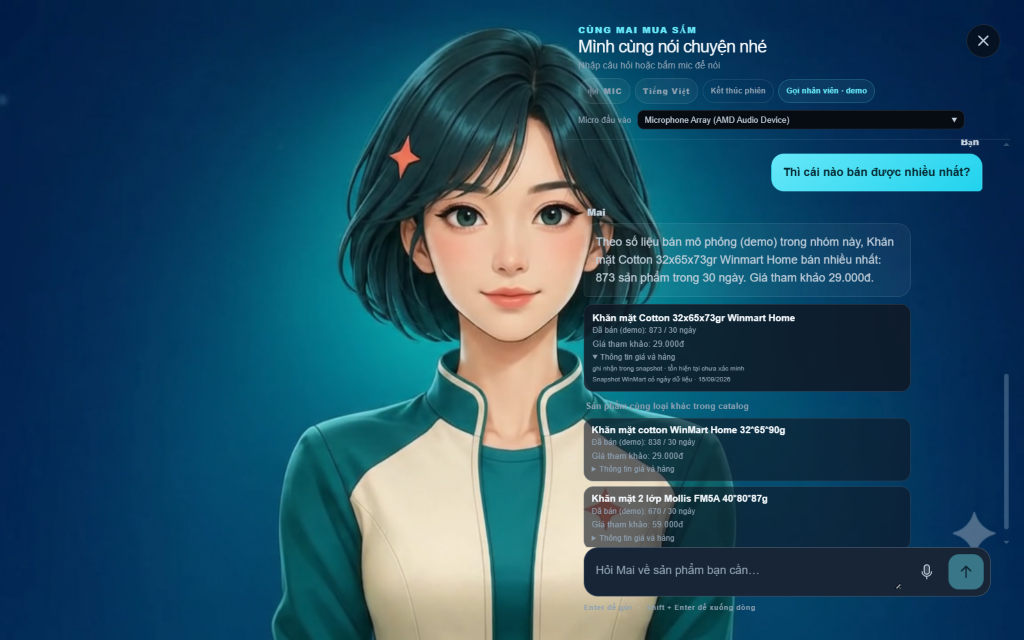 CÙNG MAI MUA SẮM
Mình cùng nói chuyện nhé
Nhập câu hỏi hoặc bấm mic để nói
MIC
Tiếng Việt
Kết thúc phiên
Gọi nhân viên · demo
Micro đầu vào
Microphone Array (AMD Audio Device)
Bạn
Thì cái nào bán được nhiều nhất?
Mai
Theo số liệu bán mô phỏng (demo) trong nhóm này, Khăn
mặt Cotton 32x65x73gr Winmart Home bán nhiều nhất:
873 sản phẩm trong 30 ngày. Giá tham khảo 29.000đ.
Khăn mặt Cotton 32x65x73gr Winmart Home
Đã bán (demo): 873 / 30 ngày
Giá tham khảo: 29.000đ
▼ Thông tin giá và hàng
ghi nhận trong snapshot · tồn hiện tại chưa xác minh
Snapshot WinMart có ngày dữ liệu · 15/09/2026
Sản phẩm cùng loại khác trong catalog
Khăn mặt cotton WinMart Home 32*65*90g
Đã bán (demo): 838 / 30 ngày
Giá tham khảo: 29.000đ
▶ Thông tin giá và hàng
Khăn mặt 2 lớp Mollis FM5A 40*80*87g
Đã bán (demo): 670 / 30 ngày
Giá tham khảo: 59.000đ
▶ Thông tin giá và hàng
Hỏi Mai về sản phẩm bạn cần...
Enter để gửi · Shift + Enter để xuống dòng